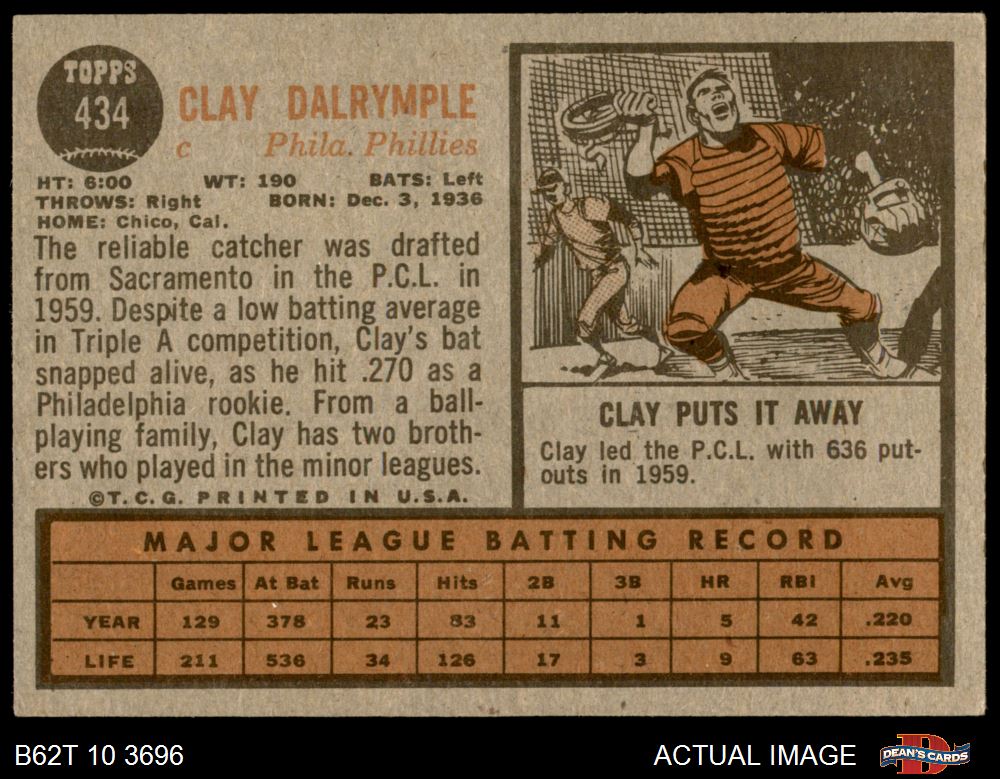 TOPPS
434
CLAY DALRYMPLE
c Phila. Phillies
HT: 6:00 WT: 190 BATS: Left
THROWS: Right BORN: Dec. 3, 1936
HOME: Chico, Cal.
The reliable catcher was drafted
from Sacramento in the P.C.L. in
1959. Despite a low batting average
in Triple A competition, Clay's bat
snapped alive, as he hit .270 as a
Philadelphia rookie. From a ball-
playing family, Clay has two broth-
ers who played in the minor leagues.
©T.C.G. PRINTED IN U.S.A.
CLAY PUTS IT AWAY
Clay led the P.C.L. with 636 put-
outs in 1959.
MAJOR LEAGUE BATTING RECORD
Games At Bat Runs Hits 2B 3B HR RBI Avg
YEAR 129 378 23 83 11 1 5 42 .220
LIFE 211 536 34 126 17 3 9 63 .235
B62T 10 3696 ACTUAL IMAGE DEAN'S CARDS